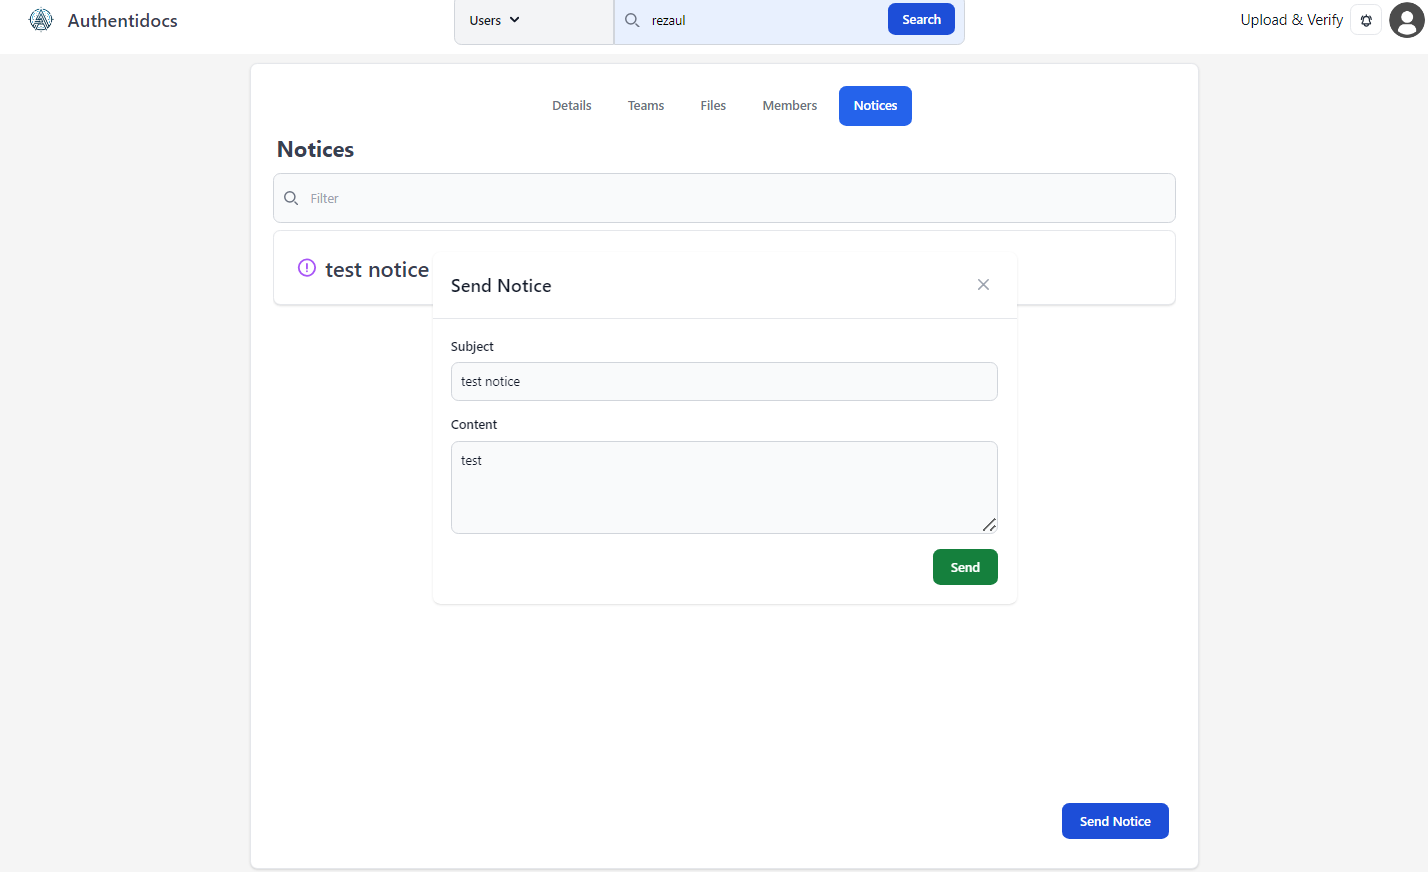 Authentidocs
Users
rezaul
Search
Upload & Verify
Details
Teams
Files
Members
Notices
Notices
Filter
test notice
Send Notice
Subject
test notice
Content
test
Send
Send Notice